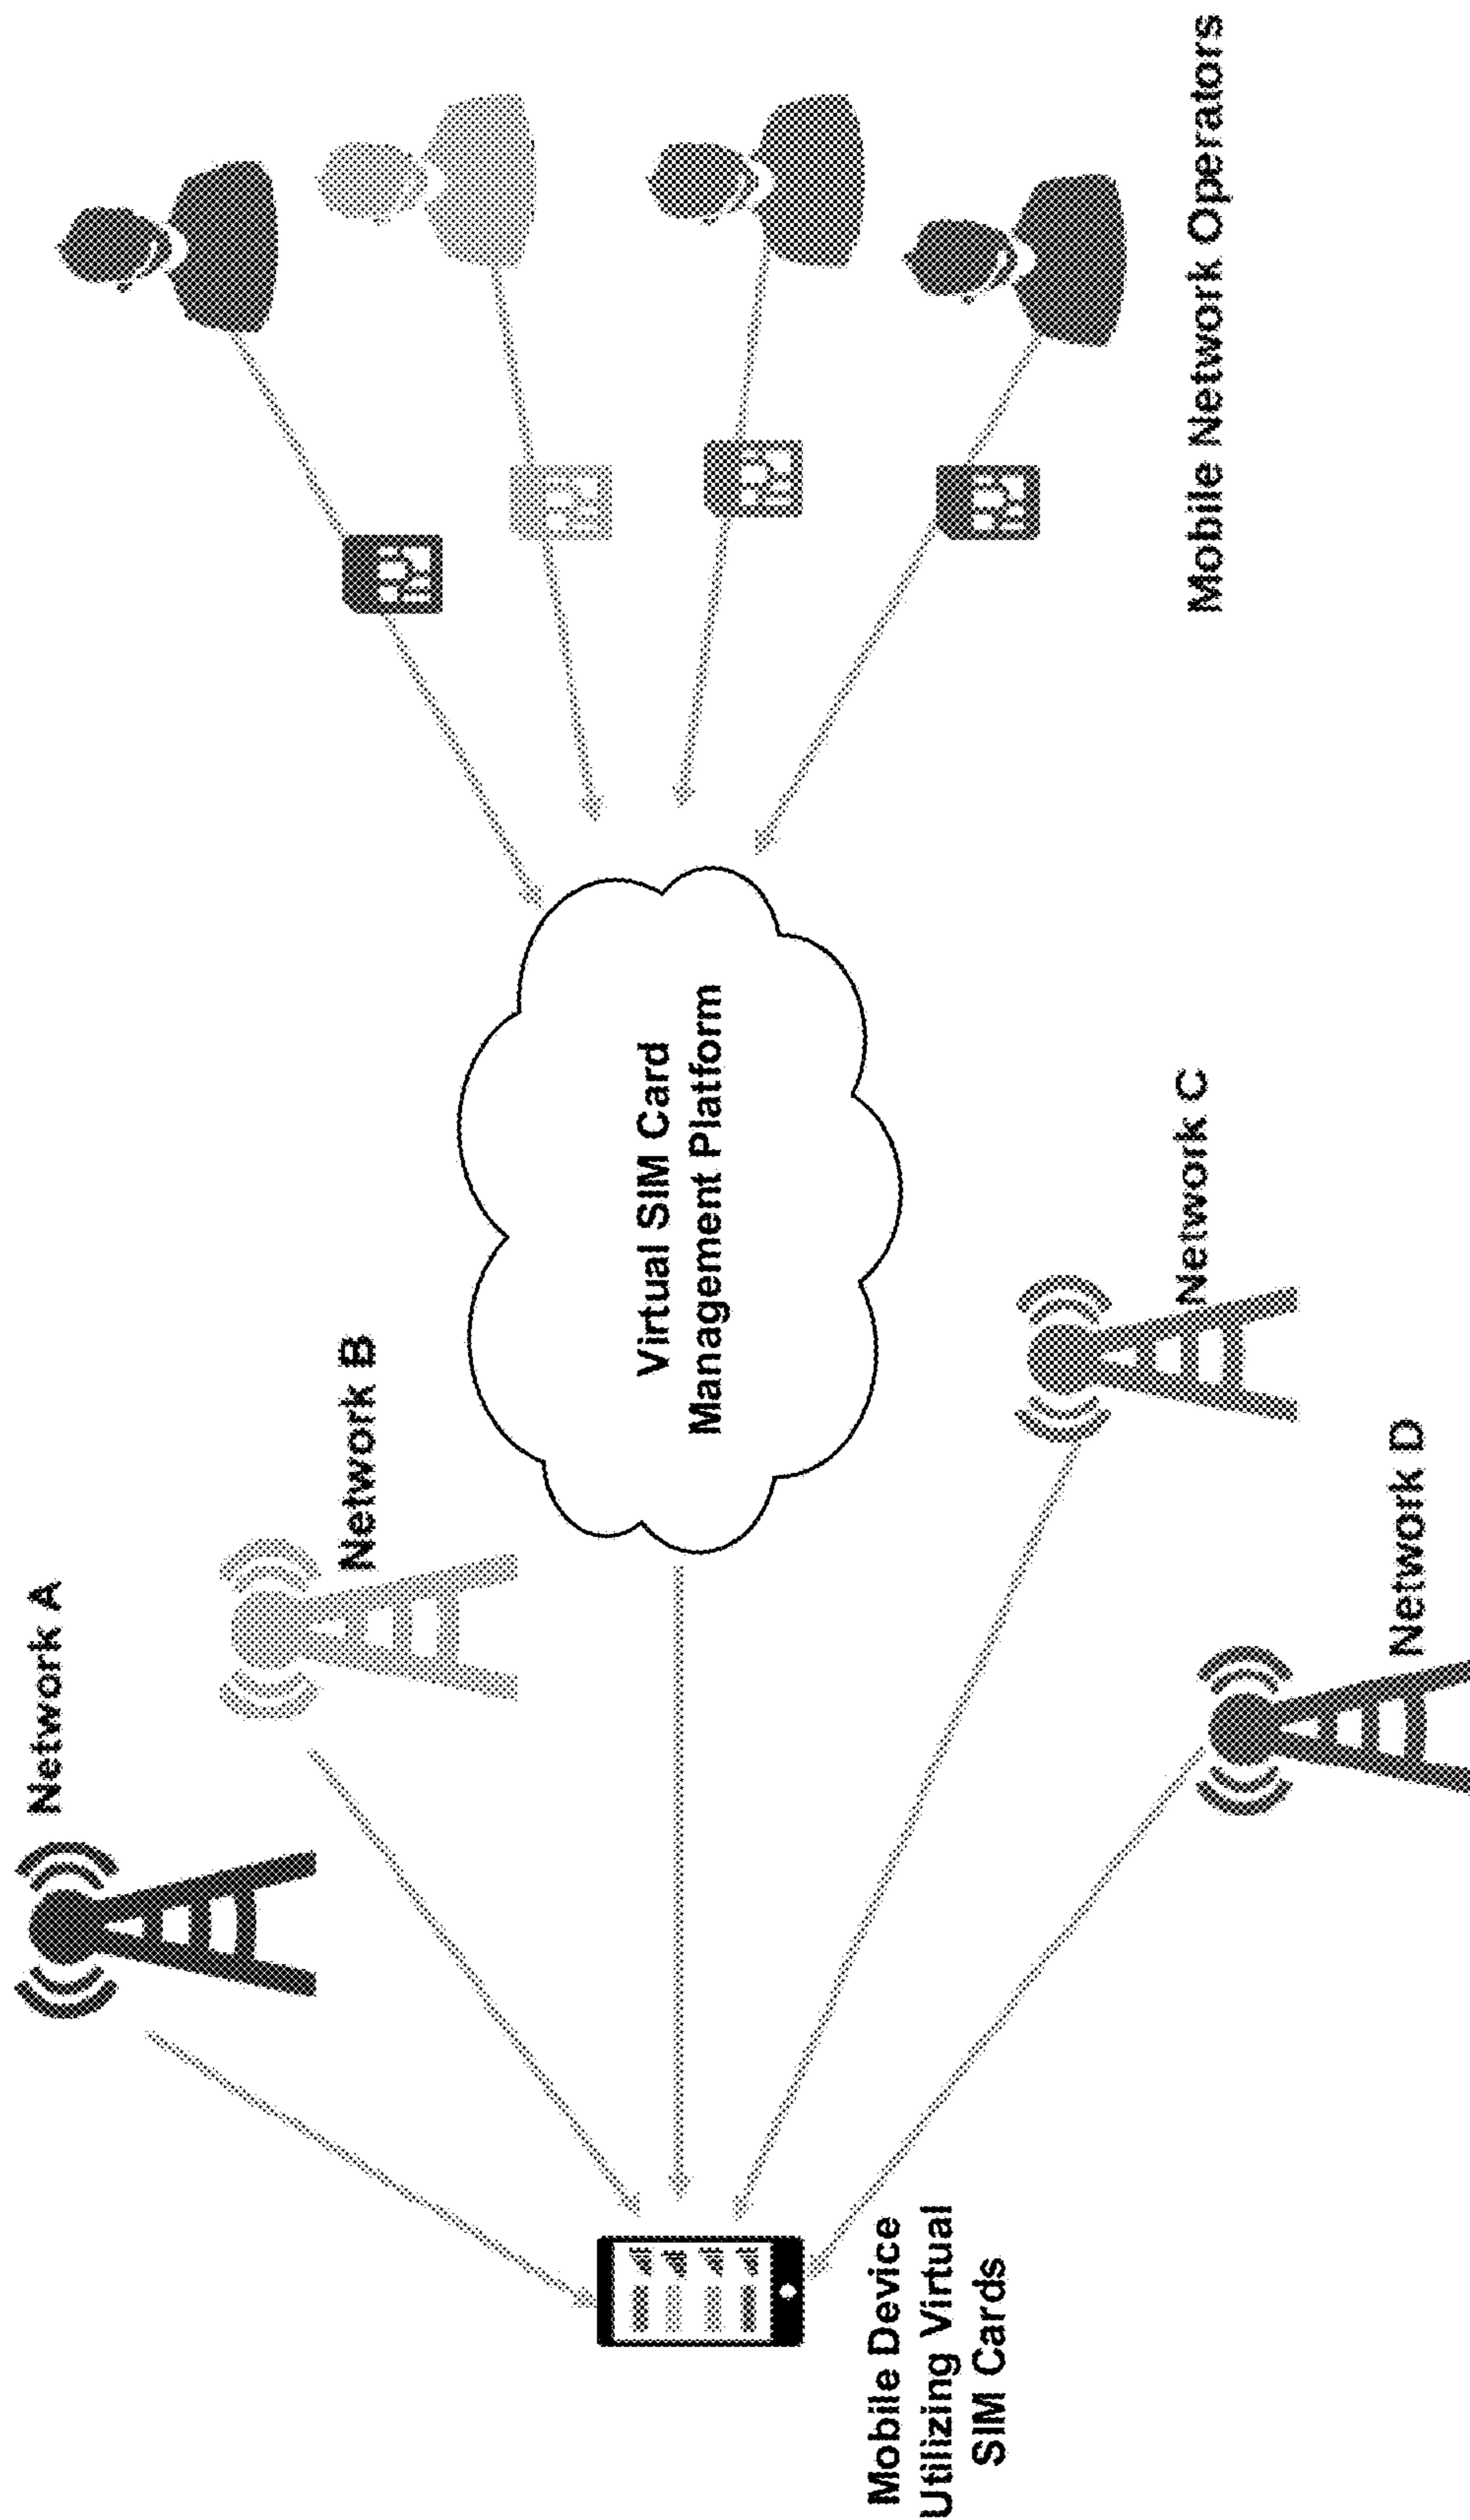 Network A
Network B
Virtual SIM Card
Management Platform
Network C
Network D
Mobile Device
Utilizing Virtual
SIM Cards
Mobile Network Operators